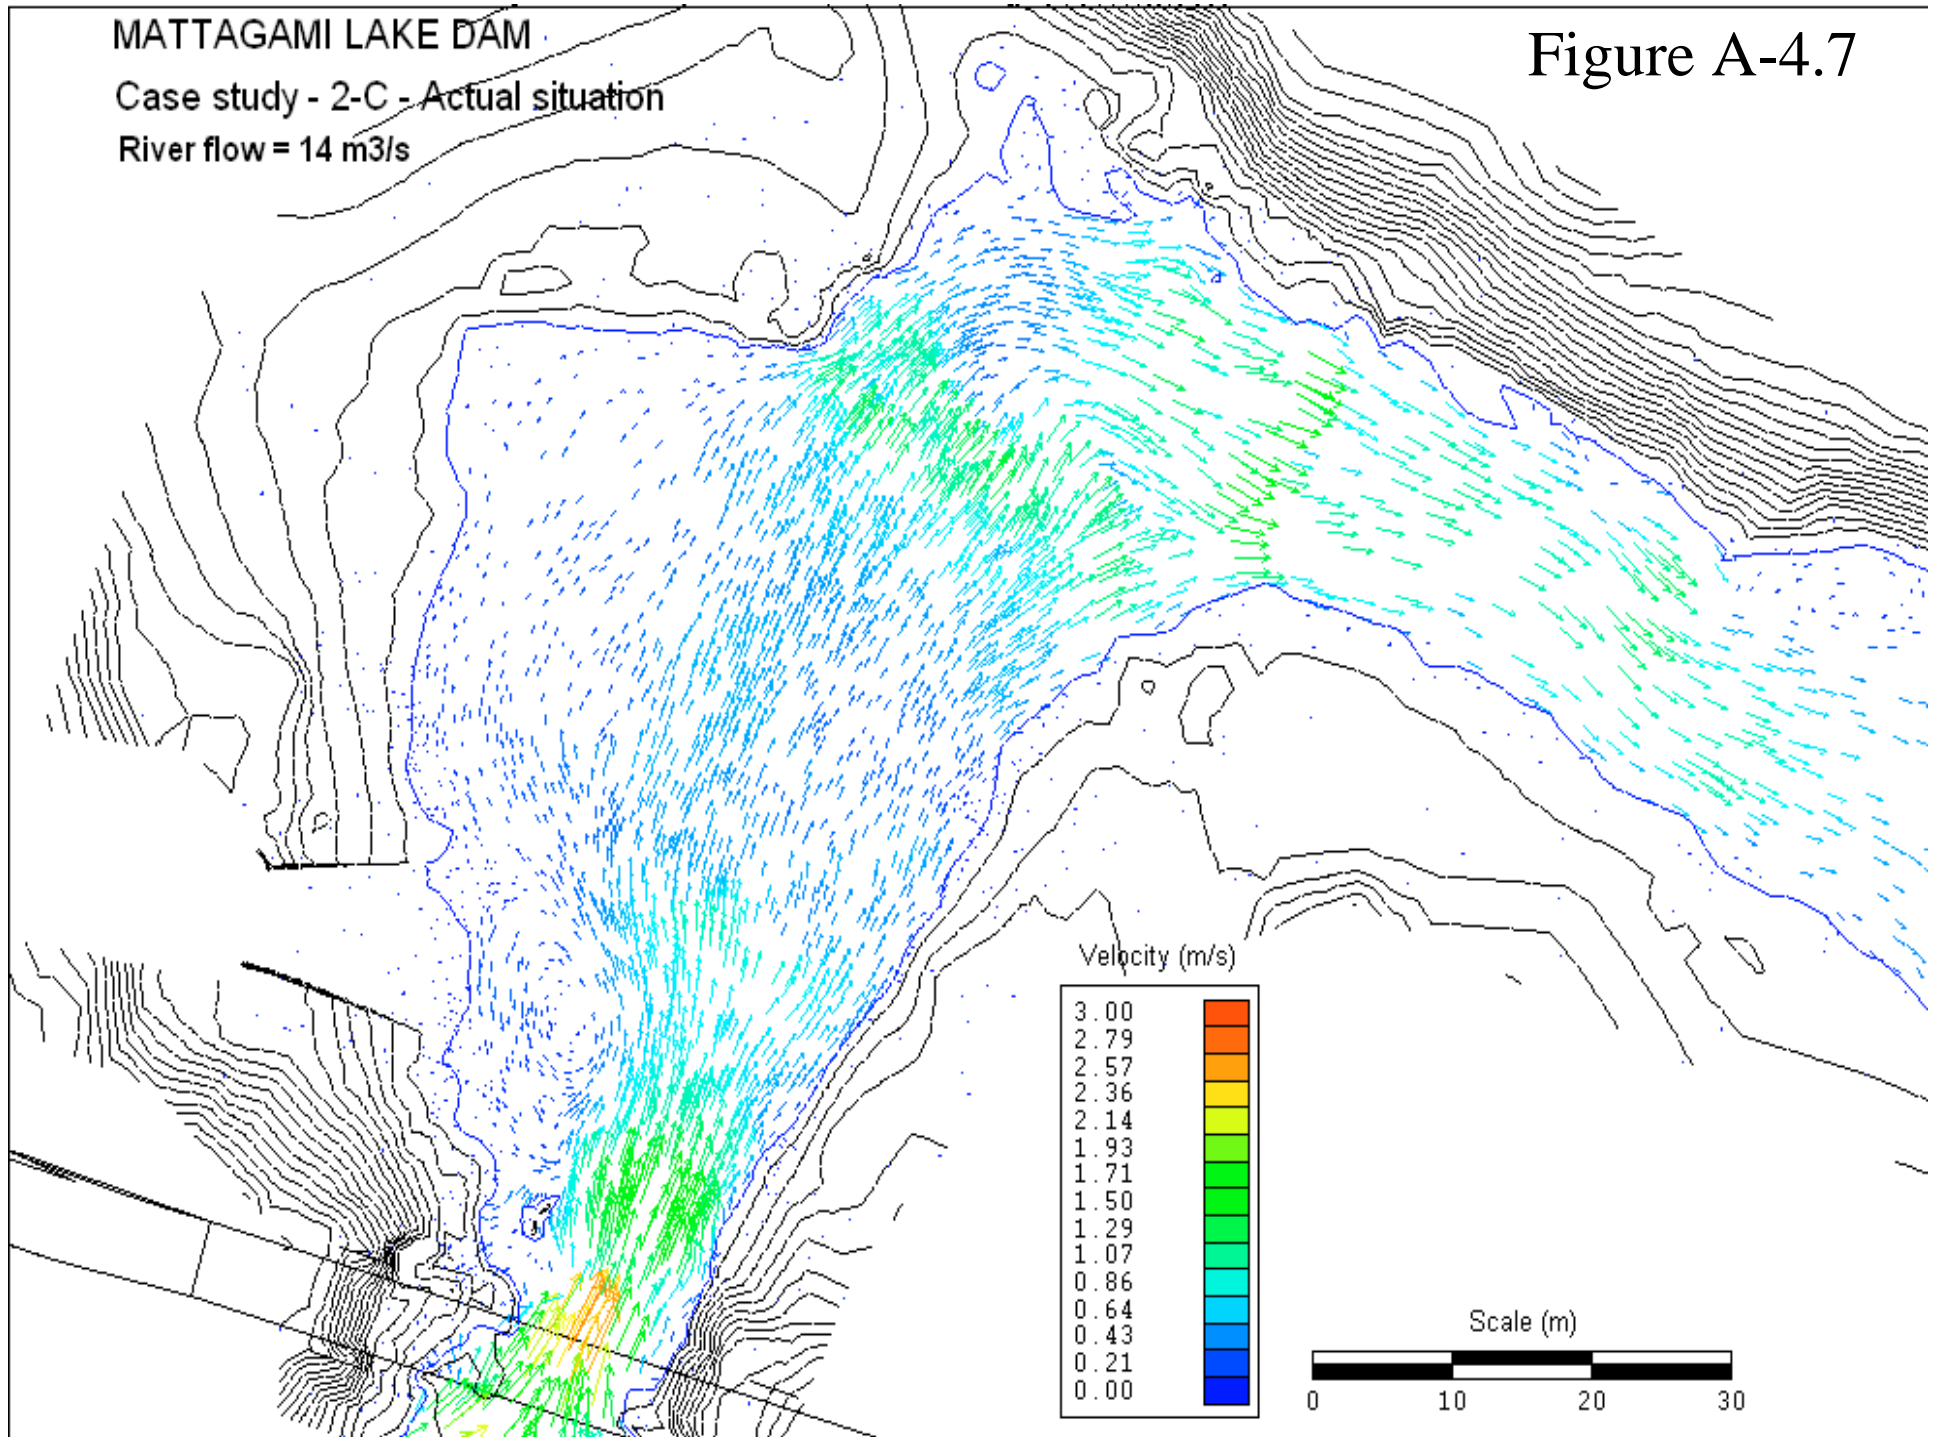 MATTAGAMI LAKE DAM
Case study - 2-C - Actual situation
River flow = 14 m3/s
Figure A-4.7
Velocity (m/s)
3.00
2.79
2.57
2.36
2.14
1.93
1.71
1.50
1.29
1.07
0.86
0.64
0.43
0.21
0.00
Scale (m)
0 10 20 30